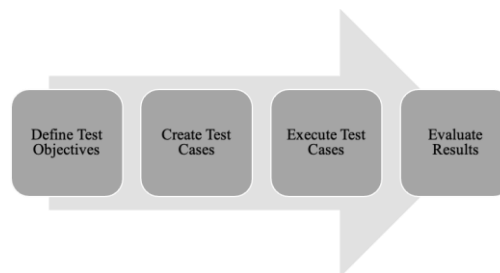 Define Test
Objectives
Create Test
Cases
Execute Test
Cases
Evaluate
Results